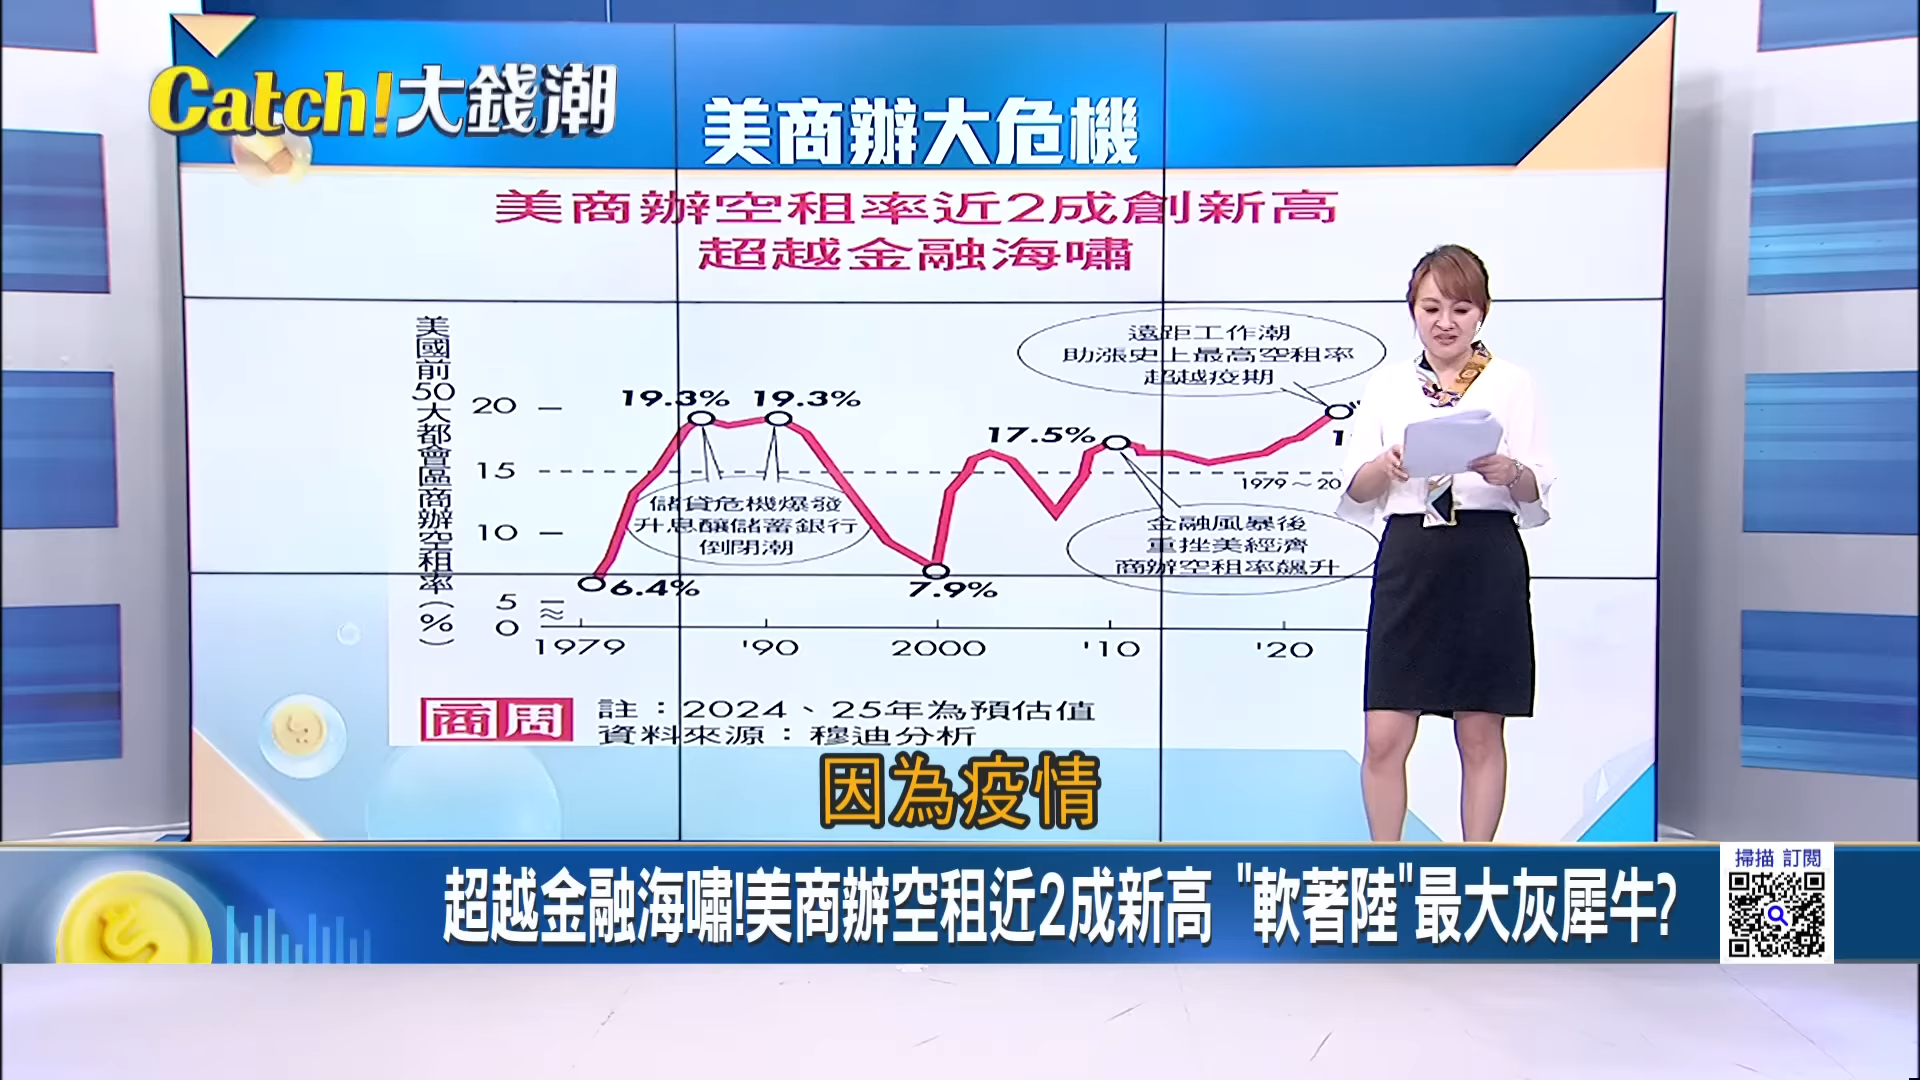 Catch!大錢潮
美商辦大危機
美商辦空租率近2成創新高
超越金融海嘯
美國前50大都會區商辦空租率(%)
20
15
10
5
0
19.3%
19.3%
17.5%
6.4%
7.9%
遠距工作潮
助漲史上最高空租率
超越疫期
1979～20
儲貸危機爆發
升息釀儲蓄銀行
倒閉潮
金融風暴後
重挫美經濟
商辦空租率飆升
1979
'90
2000
'10
'20
商周
註：2024、25年為預估值
資料來源：穆迪分析
因為疫情
超越金融海嘯!美商辦空租近2成新高 "軟著陸"最大灰犀牛?
掃描 訂閱